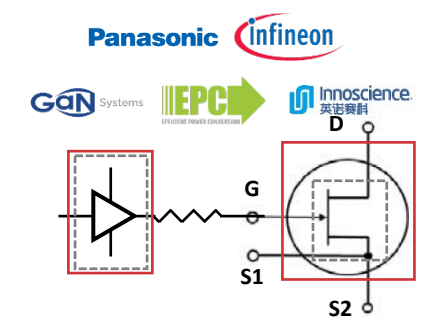 Panasonic
infineon
GaN Systems
EPC
EFFICIENT POWER CONVERSION
Innoscience
英诺赛科
D
G
S1
S2